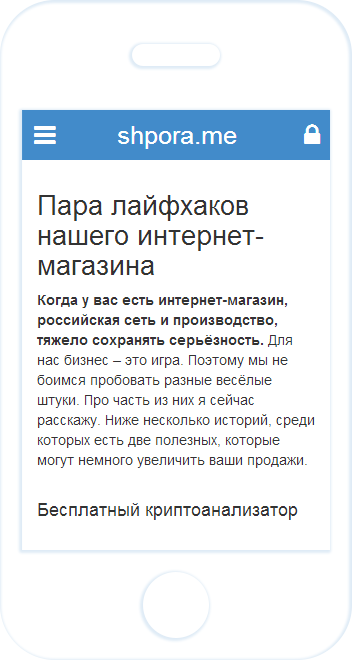 shpora.me
Пара лайфхаков
нашего интернет-
магазина
Когда у вас есть интернет-магазин,
российская сеть и производство,
тяжело сохранять серьёзность. Для
нас бизнес – это игра. Поэтому мы не
боимся пробовать разные весёлые
штуки. Про часть из них я сейчас
расскажу. Ниже несколько историй, среди
которых есть две полезных, которые
могут немного увеличить ваши продажи.
Бесплатный криптоанализатор